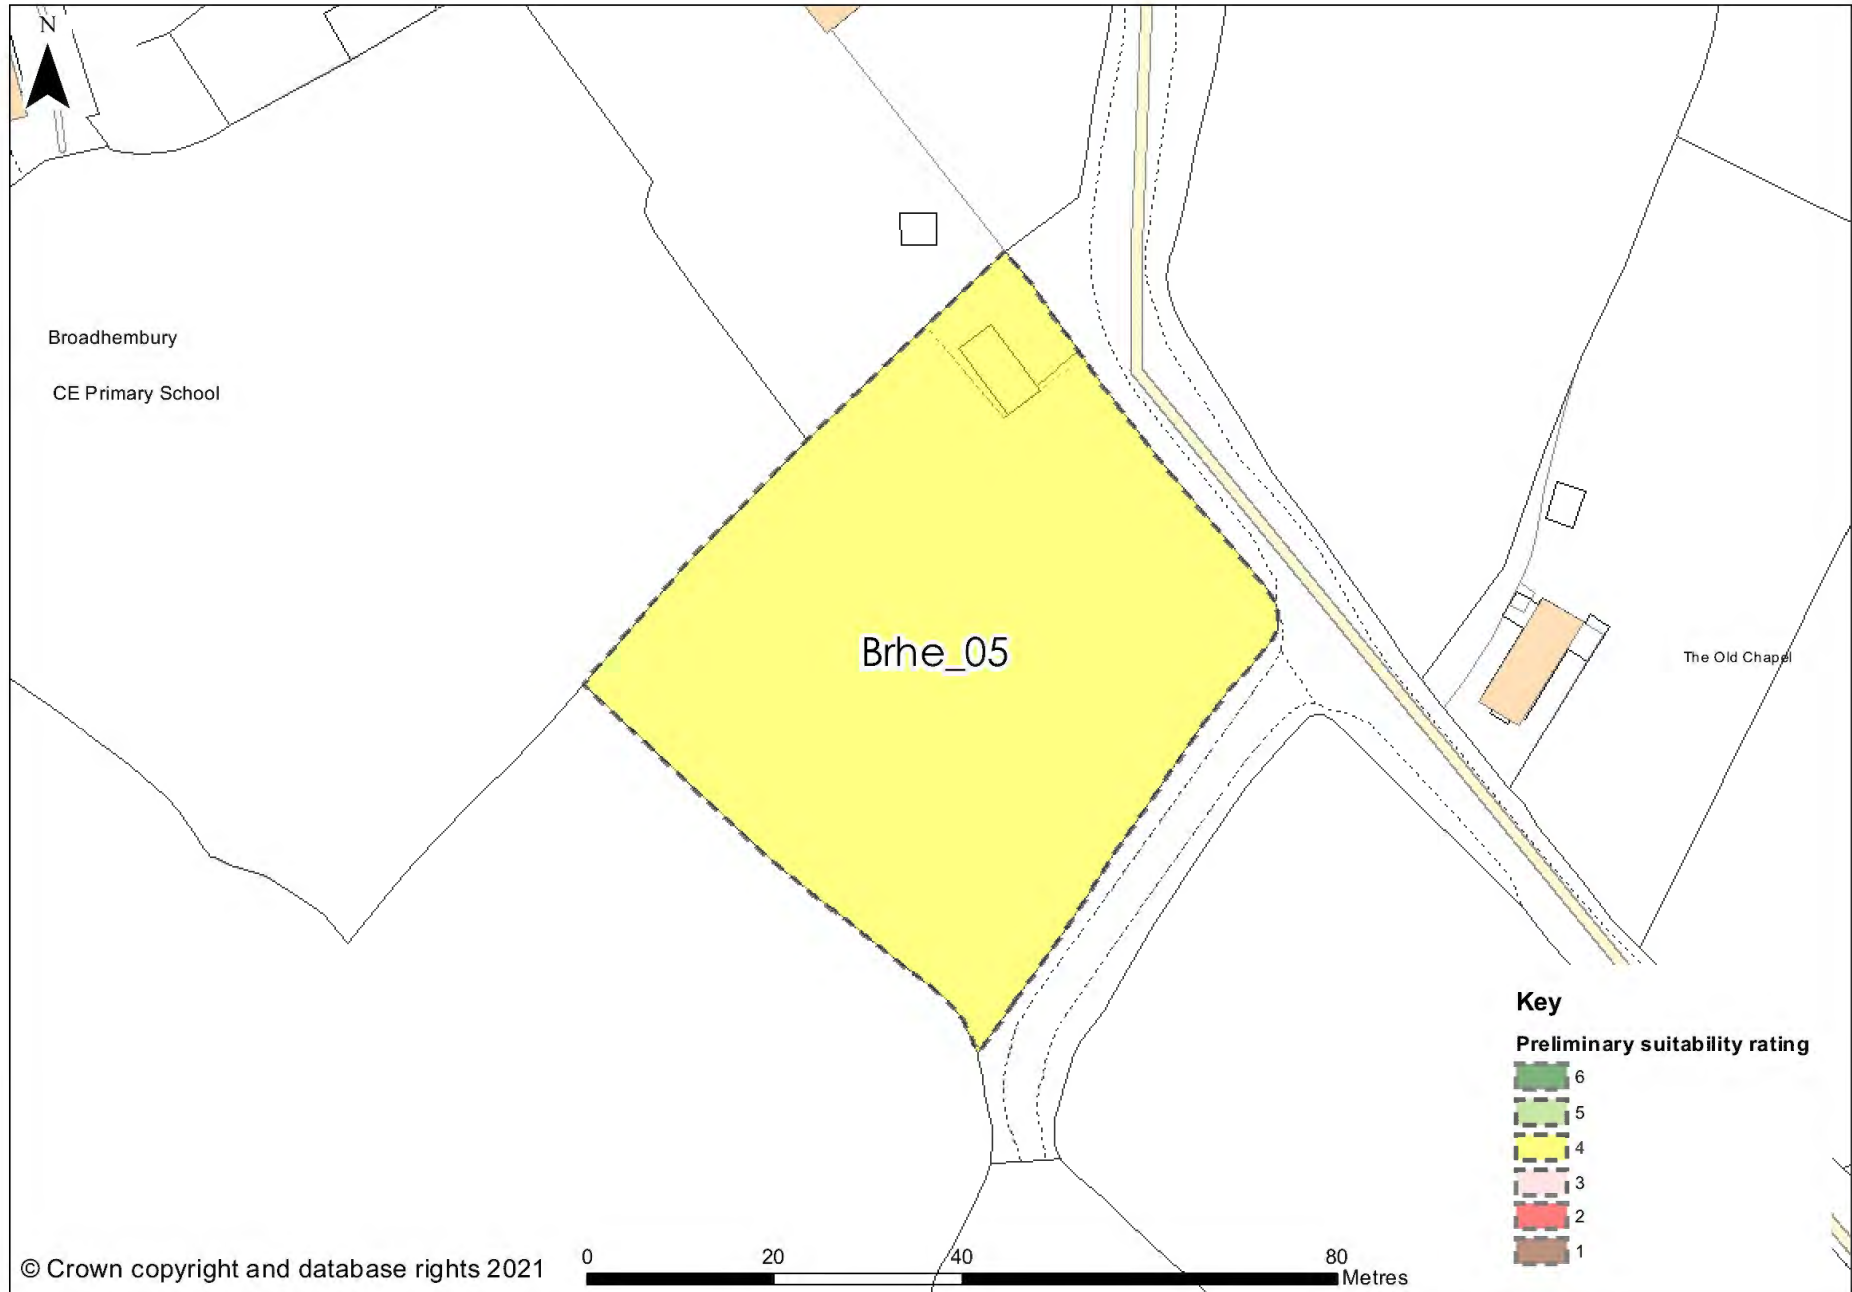 N
Broadhembury
CE Primary School
Brhe_05
The Old Chapel
Key
Preliminary suitability rating
6
5
4
3
2
1
© Crown copyright and database rights 2021
0 20 40 80
Metres